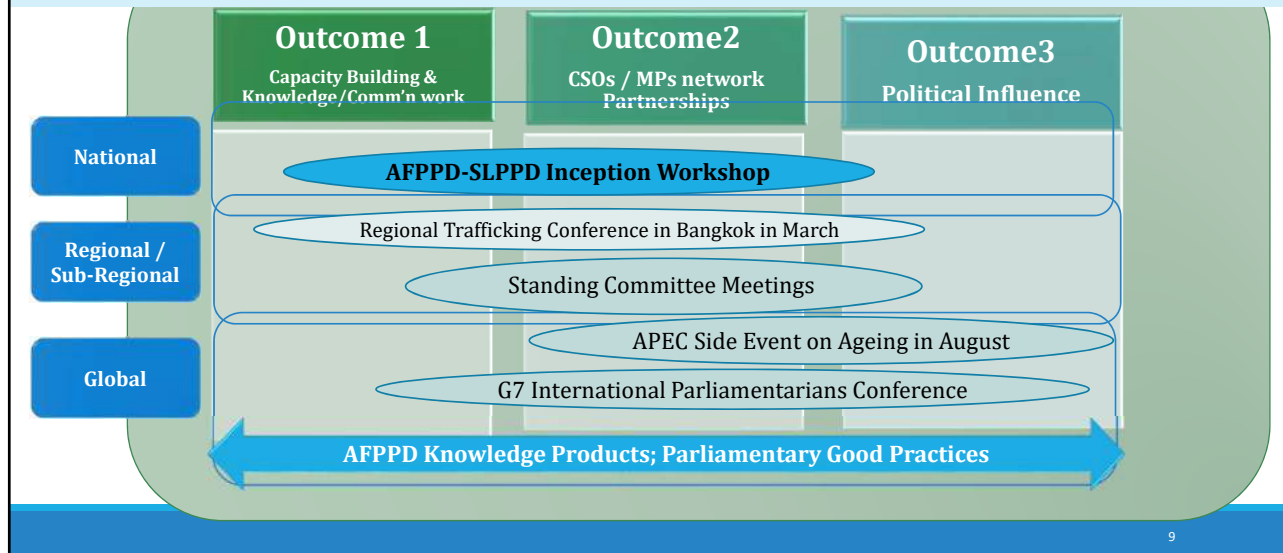 Outcome 1
Capacity Building &
Knowledge/Comm'n work
Outcome2
CSOs / MPs network
Partnerships
Outcome3
Political Influence
National
AFPPD-SLPPD Inception Workshop
Regional /
Sub-Regional
Regional Trafficking Conference in Bangkok in March
Standing Committee Meetings
Global
APEC Side Event on Ageing in August
G7 International Parliamentarians Conference
AFPPD Knowledge Products; Parliamentary Good Practices
9